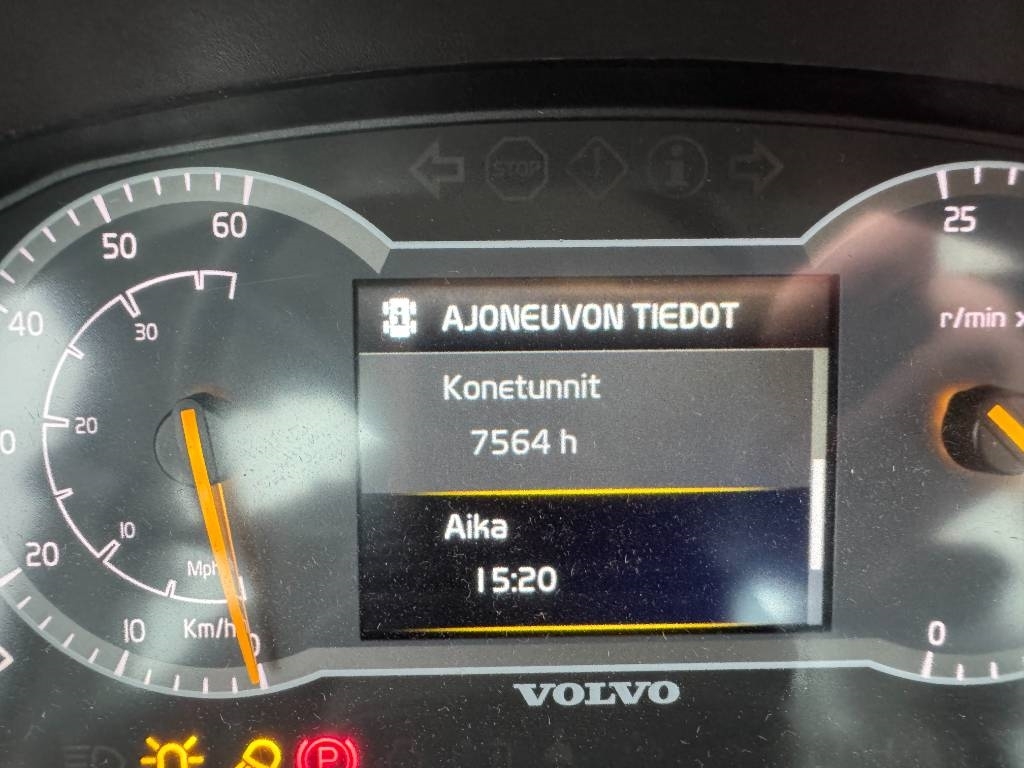 STOP
AJONEUVON TIEDOT
Konetunnit
7564 h
Aika
15:20
60
50
40
30
20
20
10
10
Mph
Km/h
0
25
r/min x
0
VOLVO
P